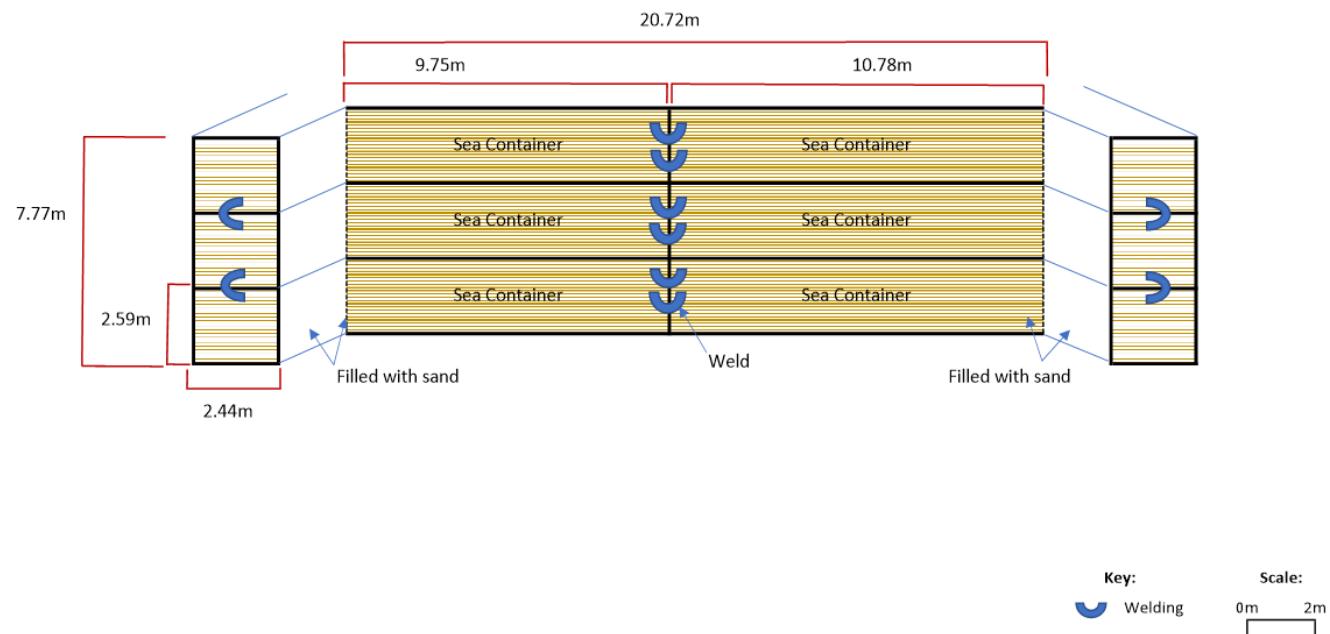 20.72m
9.75m
10.78m
Sea Container
Sea Container
7.77m
Sea Container
Sea Container
Sea Container
Sea Container
2.59m
Weld
Filled with sand
Filled with sand
2.44m
Key:
Scale:
Welding
0m
2m